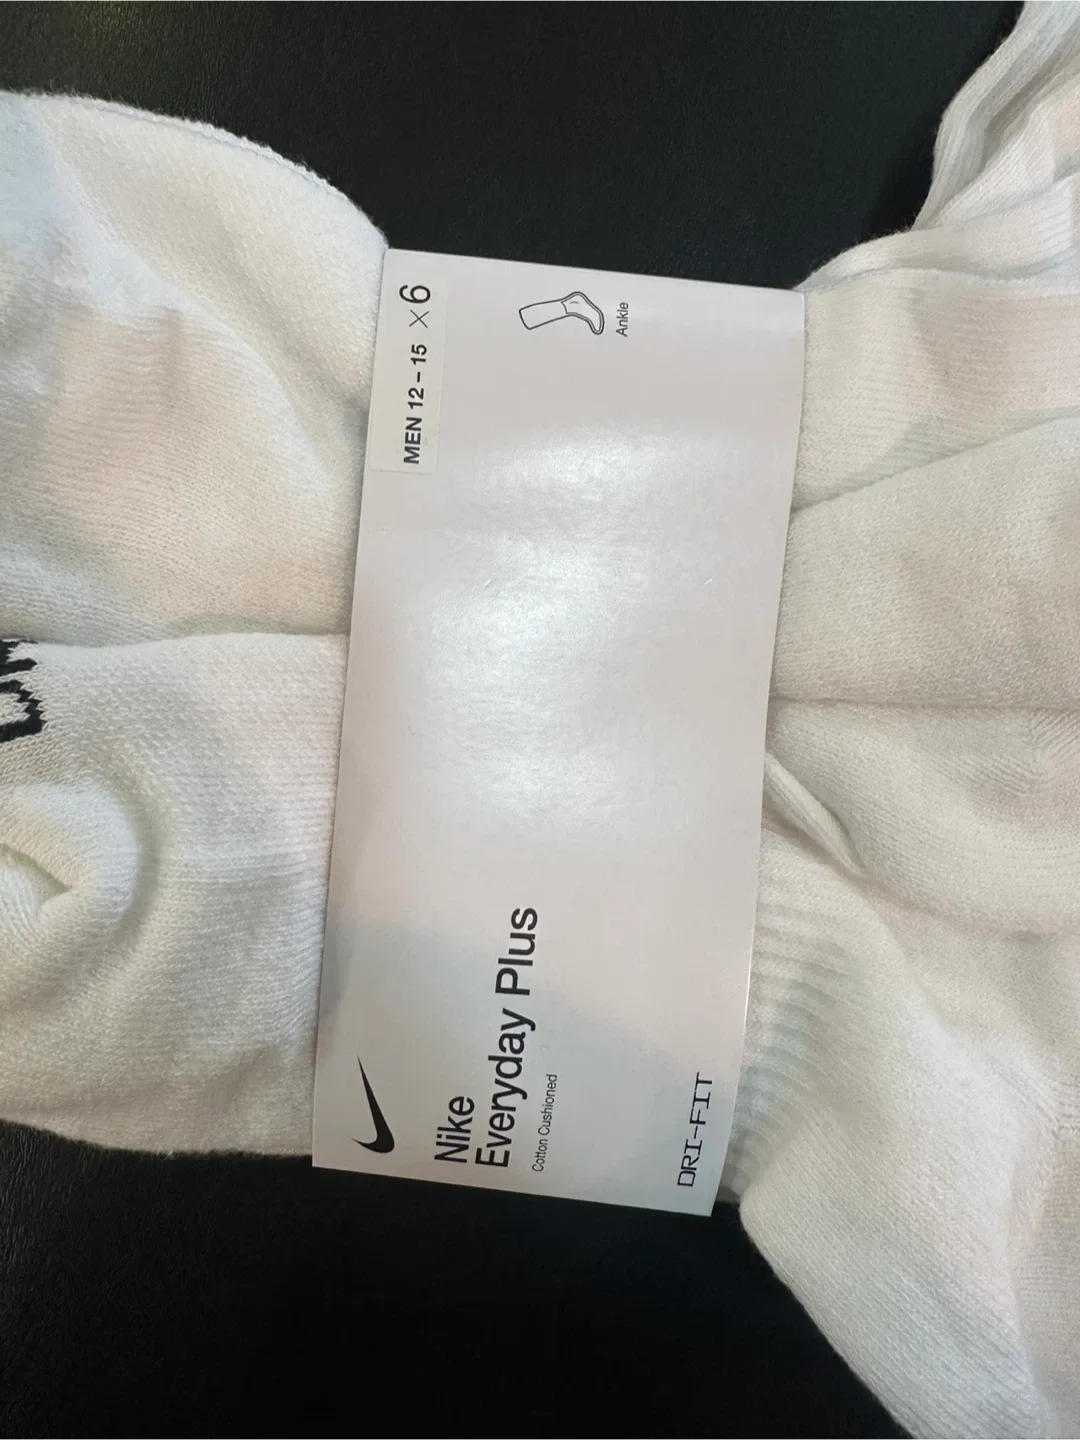 MEN 12-15 ×6
Ankle
Nike
Everyday Plus
Cotton Cushioned
DRI-FIT